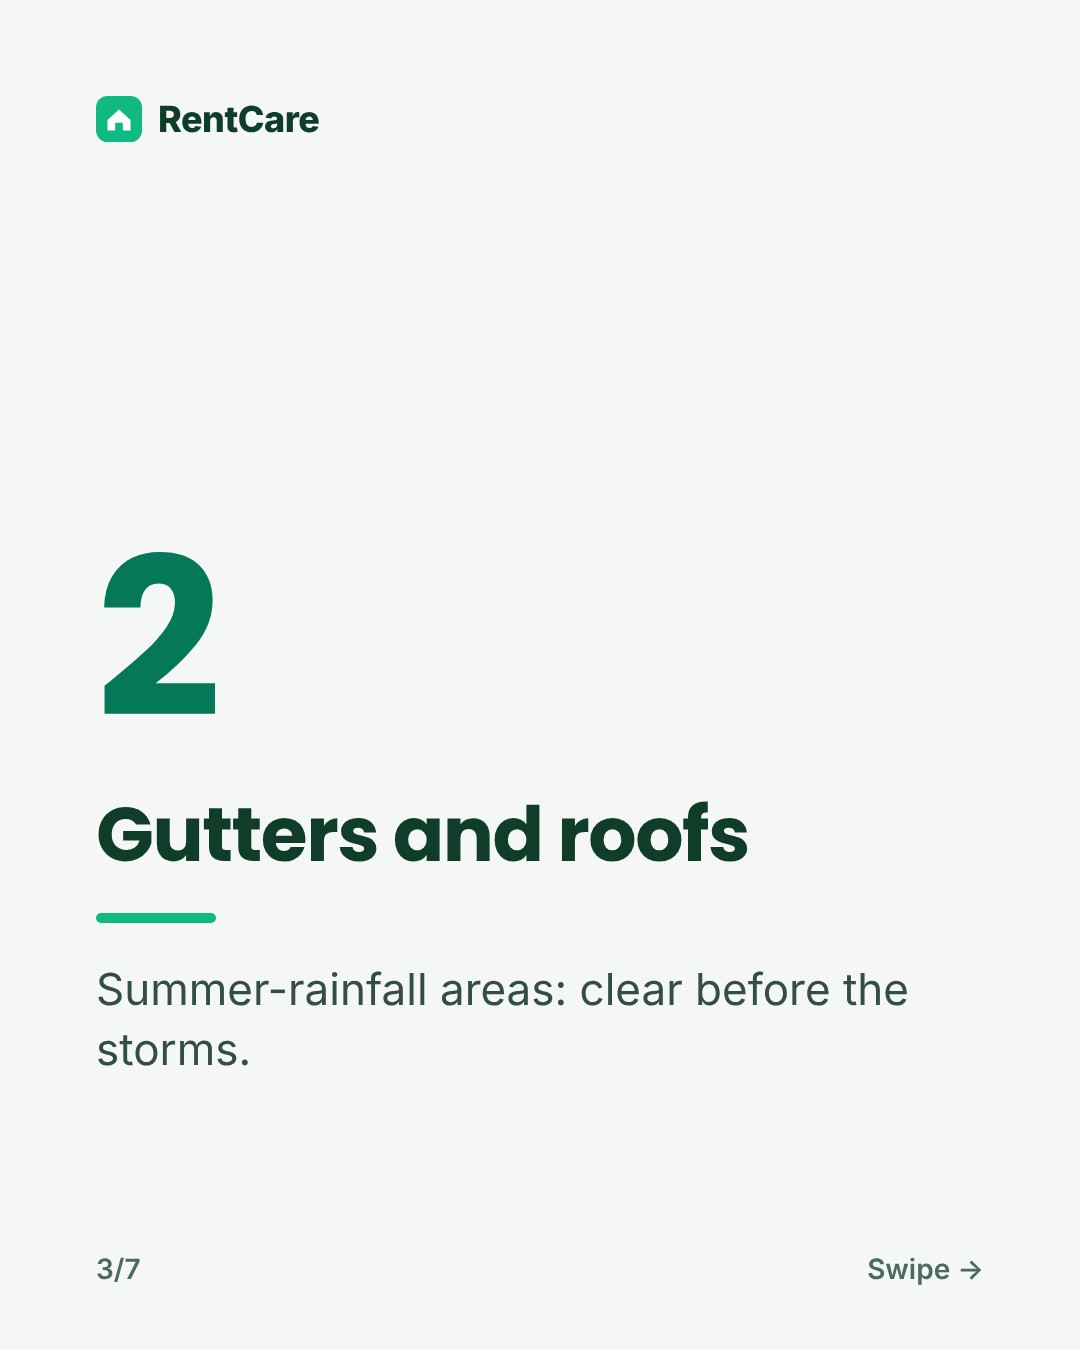 RentCare
2
Gutters and roofs
Summer-rainfall areas: clear before the
storms.
3/7
Swipe →